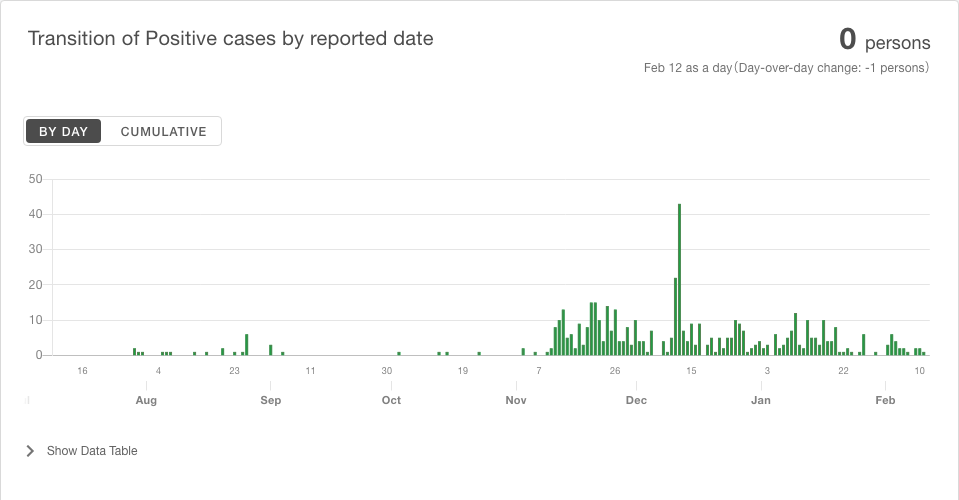 Transition of Positive cases by reported date
0 persons
Feb 12 as a day(Day-over-day change: -1 persons)
BY DAY CUMULATIVE
50
40
30
20
10
0
16 4 23 11 30 19 7 26 15 3 22 10
Aug Sep Oct Nov Dec Jan Feb
Show Data Table